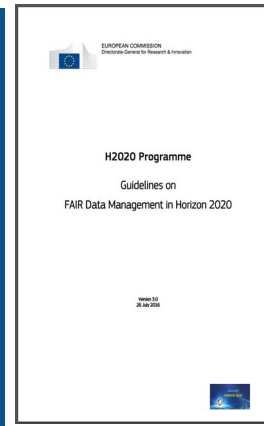 EUROPEAN COMMISSION
Directorate-General for Research & Innovation
H2020 Programme
Guidelines on
FAIR Data Management in Horizon 2020
Version 3.0
26 July 2016